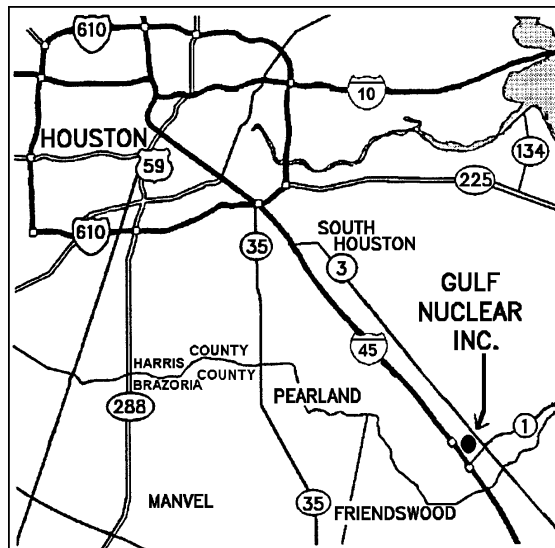 610
10
HOUSTON
59
134
225
610
35
SOUTH
HOUSTON
3
GULF
NUCLEAR
INC.
45
HARRIS COUNTY
BRAZORIA COUNTY
PEARLAND
288
1
MANVEL
35
FRIENDSWOOD